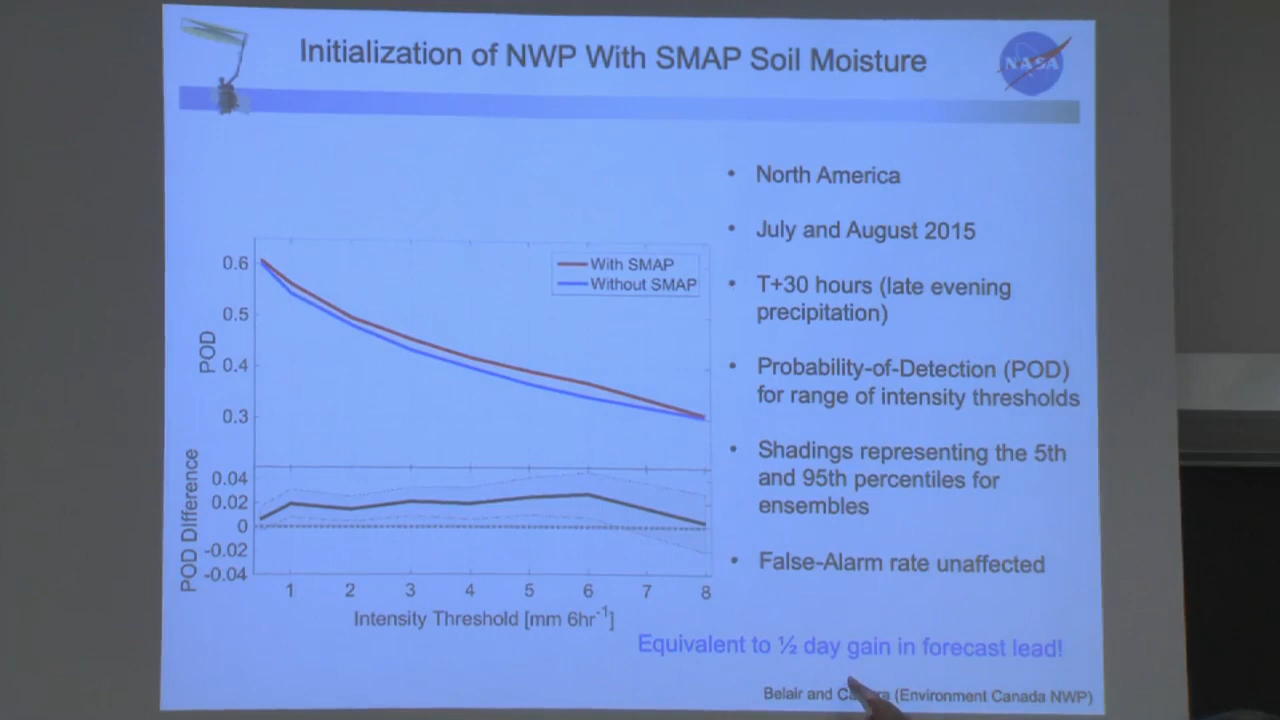 Initialization of NWP With SMAP Soil Moisture
NASA
• North America
• July and August 2015
• T+30 hours (late evening
precipitation)
• Probability-of-Detection (POD)
for range of intensity thresholds
• Shadings representing the 5th
and 95th percentiles for
ensembles
• False-Alarm rate unaffected
With SMAP
Without SMAP
POD
0.6
0.5
0.4
0.3
POD Difference
0.04
0.02
0
-0.02
-0.04
1 2 3 4 5 6 7 8
Intensity Threshold [mm 6hr⁻¹]
Equivalent to ½ day gain in forecast lead!
Belair and (Environment Canada NWP)